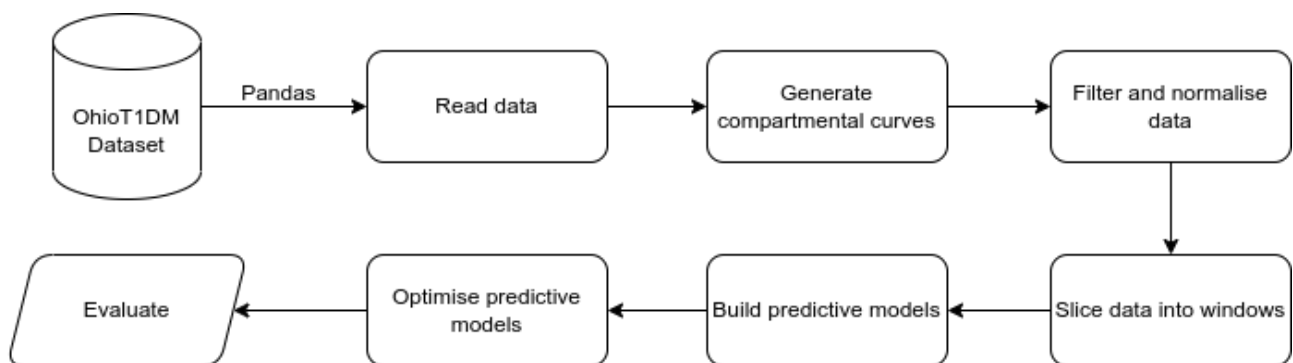 OhioT1DM
Dataset
Pandas
Read data
Generate
compartmental curves
Filter and normalise
data
Slice data into windows
Build predictive models
Optimise predictive
models
Evaluate